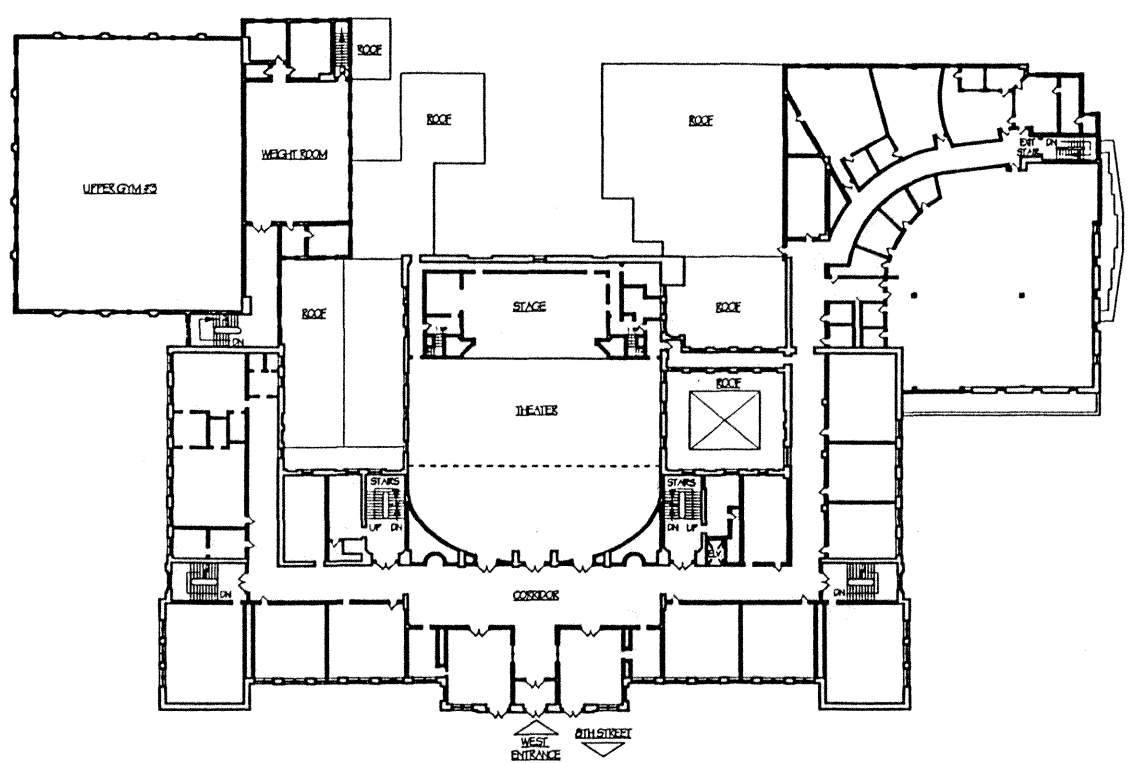 ROOF
ROOF
ROOF
WEIGHT ROOM
UPPER GYM #3
EXIT DN
STAIR
ROOF
STAGE
ROOF
DN
ROOF
THEATER
STAIRS
STAIRS
UP DN
DN UP
DN
CORRIDOR
DN
8TH STREET
WEST
ENTRANCE